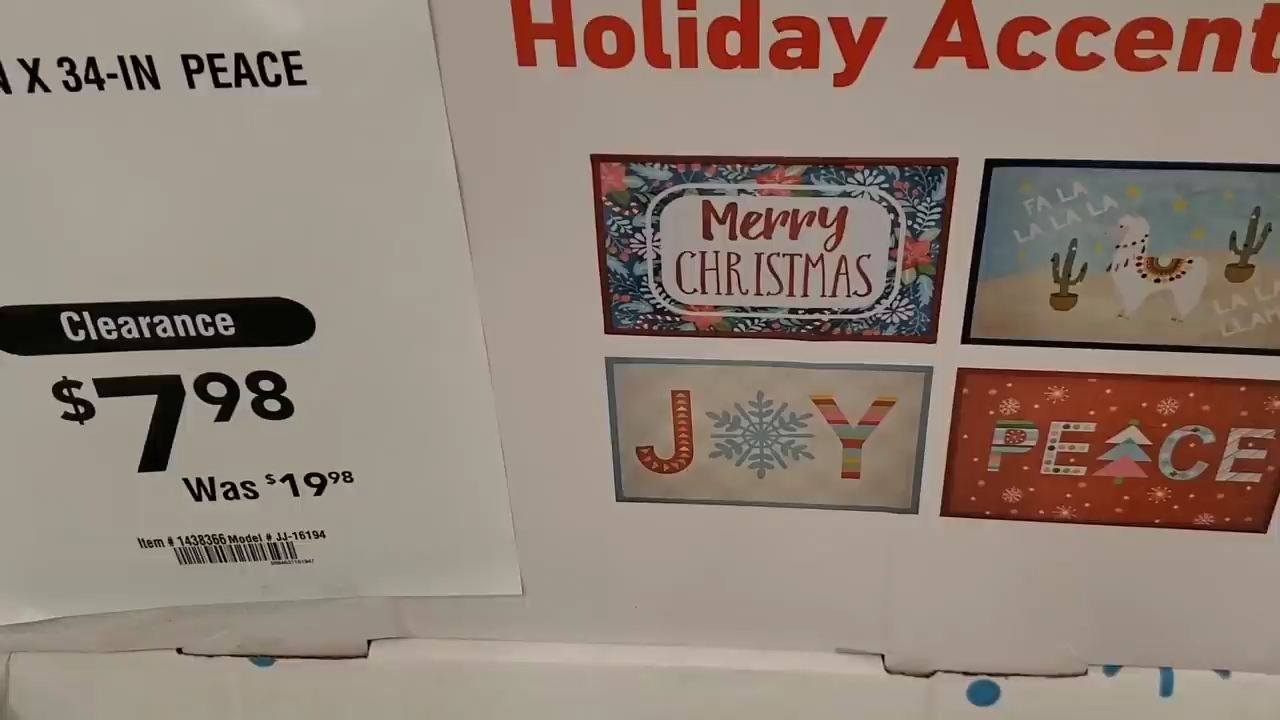 X 34-IN PEACE
Clearance
$7 98
Was $19 98
Item # 1438366 Model # JJ-16194
Holiday Accent
Merry
CHRISTMAS
FA LA
LA LA LA
LA LA
JOY
PEACE